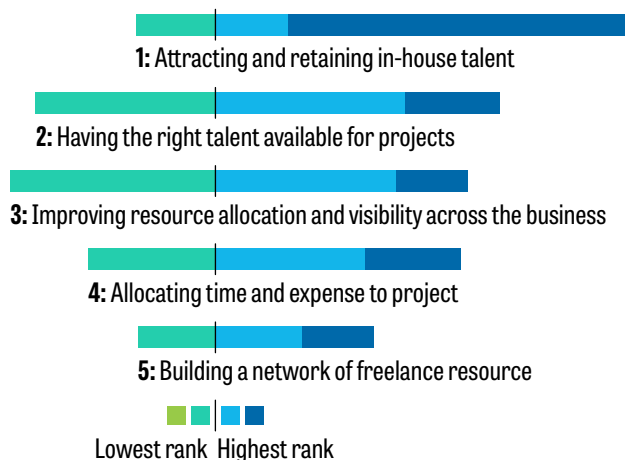 1: Attracting and retaining in-house talent
2: Having the right talent available for projects
3: Improving resource allocation and visibility across the business
4: Allocating time and expense to project
5: Building a network of freelance resource
Lowest rank Highest rank